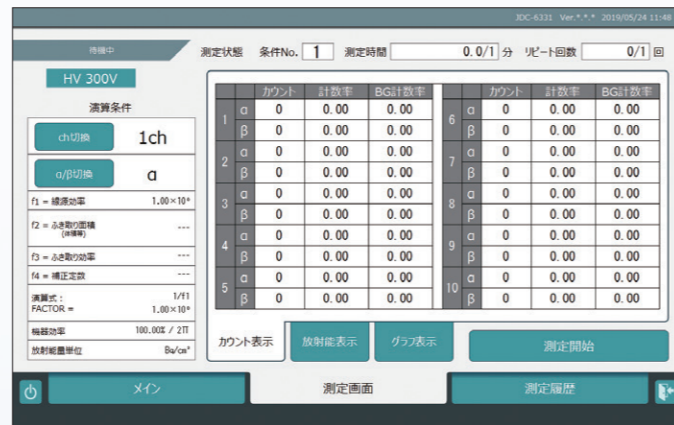 JDC-6331 Ver.*.*.* 2019/05/24 11:48
待機中
測定状態 条件No. 1 測定時間 0.0/1 分 リピート回数 0/1 回
HV 300V
演算条件
ch切換 1ch
α/β切換 α
f1 = 線源効率 1.00×10⁰
f2 = ふき取り面積 ---
(体積等)
f3 = ふき取り効率 ---
f4 = 補正定数 ---
演算式: 1/f1
FACTOR = 1.00×10⁰
機器効率 100.00% / 2π
放射能量単位 Bq/cm²
カウント 計数率 BG計数率
1 α 0 0.00 0.00
β 0 0.00 0.00
2 α 0 0.00 0.00
β 0 0.00 0.00
3 α 0 0.00 0.00
β 0 0.00 0.00
4 α 0 0.00 0.00
β 0 0.00 0.00
5 α 0 0.00 0.00
β 0 0.00 0.00
カウント 計数率 BG計数率
6 α 0 0.00 0.00
β 0 0.00 0.00
7 α 0 0.00 0.00
β 0 0.00 0.00
8 α 0 0.00 0.00
β 0 0.00 0.00
9 α 0 0.00 0.00
β 0 0.00 0.00
10 α 0 0.00 0.00
β 0 0.00 0.00
カウント表示 放射能表示 グラフ表示 測定開始
メイン 測定画面 測定履歴